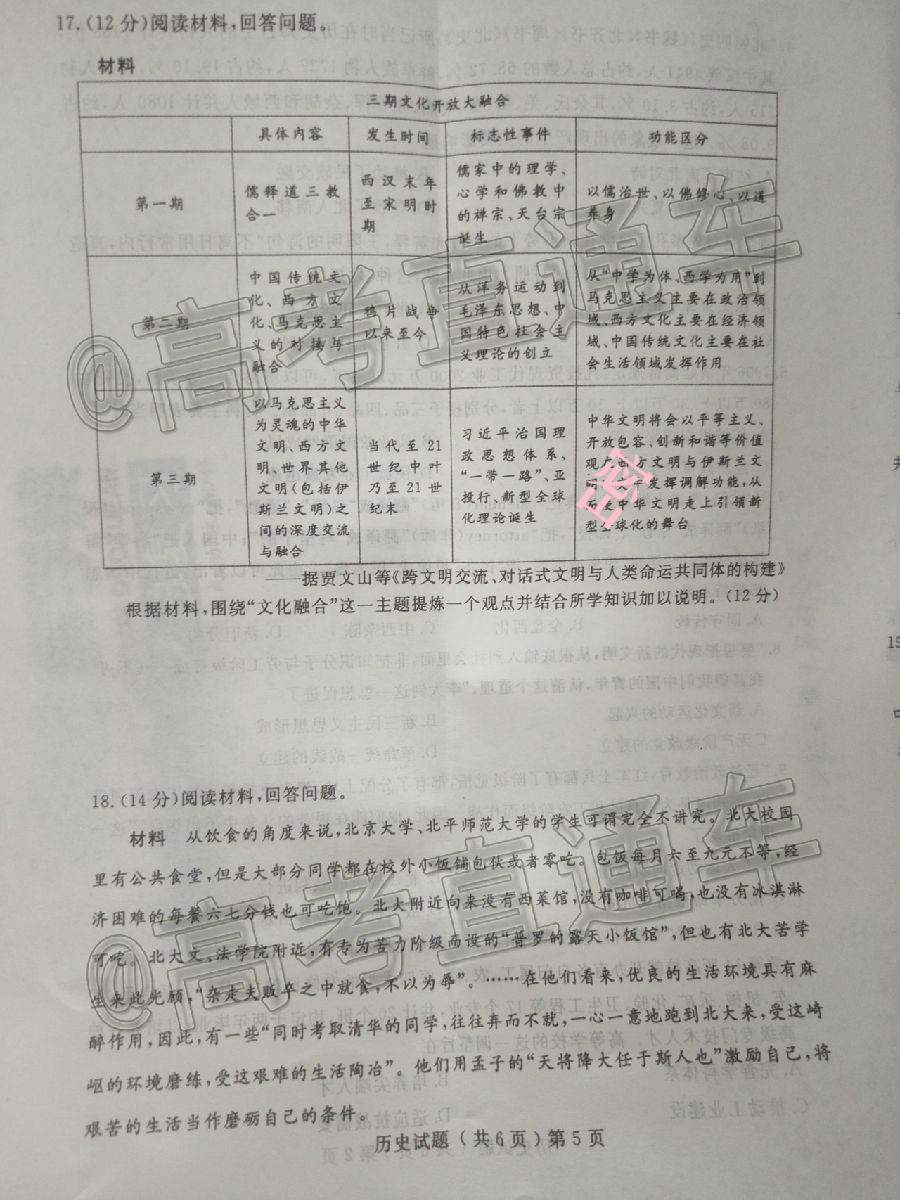 17.(12分)阅读材料,回答问题。
材料
三期文化开放大融合
具体内容
发生时间
标志性事件
功能区分
第一期
儒释道三教
合一
西汉末年
至宋明时
期
儒家中的理学、
心学和佛教中
的禅宗、天台宗
诞生
以儒治世、以佛修心、以道
养身
第二期
中国传统文
化、西方文
化、马克思主
义的对接与
融合
鸦片战争
以来至今
从洋务运动到
毛泽东思想、中
国特色社会主
义理论的创立
从“中学为体、西学为用”到
马克思主义主要在政治领
域、西方文化主要在经济领
域、中国传统文化主要在社
会生活领域发挥作用
第三期
以马克思主义
为灵魂的中华
文明、西方文
明、世界其他
文明(包括伊
斯兰文明)之
间的深度交流
与融合
当代至21
世纪中叶
乃至21世
纪末
习近平治国理
政思想体系、
“一带一路”、亚
投行、新型全球
化理论诞生
中华文明将会以平等主义、
开放包容、创新和谐等价值
观在西方文明与伊斯兰文
明之间发挥调解功能,从
而使中华文明走上引领新
型全球化的舞台
据贾文山等《跨文明交流、对话式文明与人类命运共同体的构建》
根据材料,围绕“文化融合”这一主题提炼一个观点并结合所学知识加以说明。(12分)
18.(14分)阅读材料,回答问题。
材料 从饮食的角度来说,北京大学、北平师范大学的学生可谓完全不讲究。北大校园
里有公共食堂,但是大部分同学都在校外小饭铺包伙或者零吃。包饭每月六至九元不等,经
济困难的每餐六七分钱也可吃饱。北大附近向来没有西菜馆,没有咖啡可喝,也没有冰淇淋
可吃。北大文、法学院附近,有专为苦力阶级而设的“普罗的露天小饭馆”,但也有北大苦学
生来此光顾,“杂走夫贩卒之中就食,不以为辱”。……在他们看来,优良的生活环境具有麻
醉作用,因此,有一些“同时考取清华的同学,往往弃而不就,一心一意地跑到北大来,受这崎
岖的环境磨练,受这艰难的生活陶冶”。他们用孟子的“天将降大任于斯人也”激励自己,将
艰苦的生活当作磨砺自己的条件。
历史试题(共6页)第5页
@高考直通车
@高考直通车
密